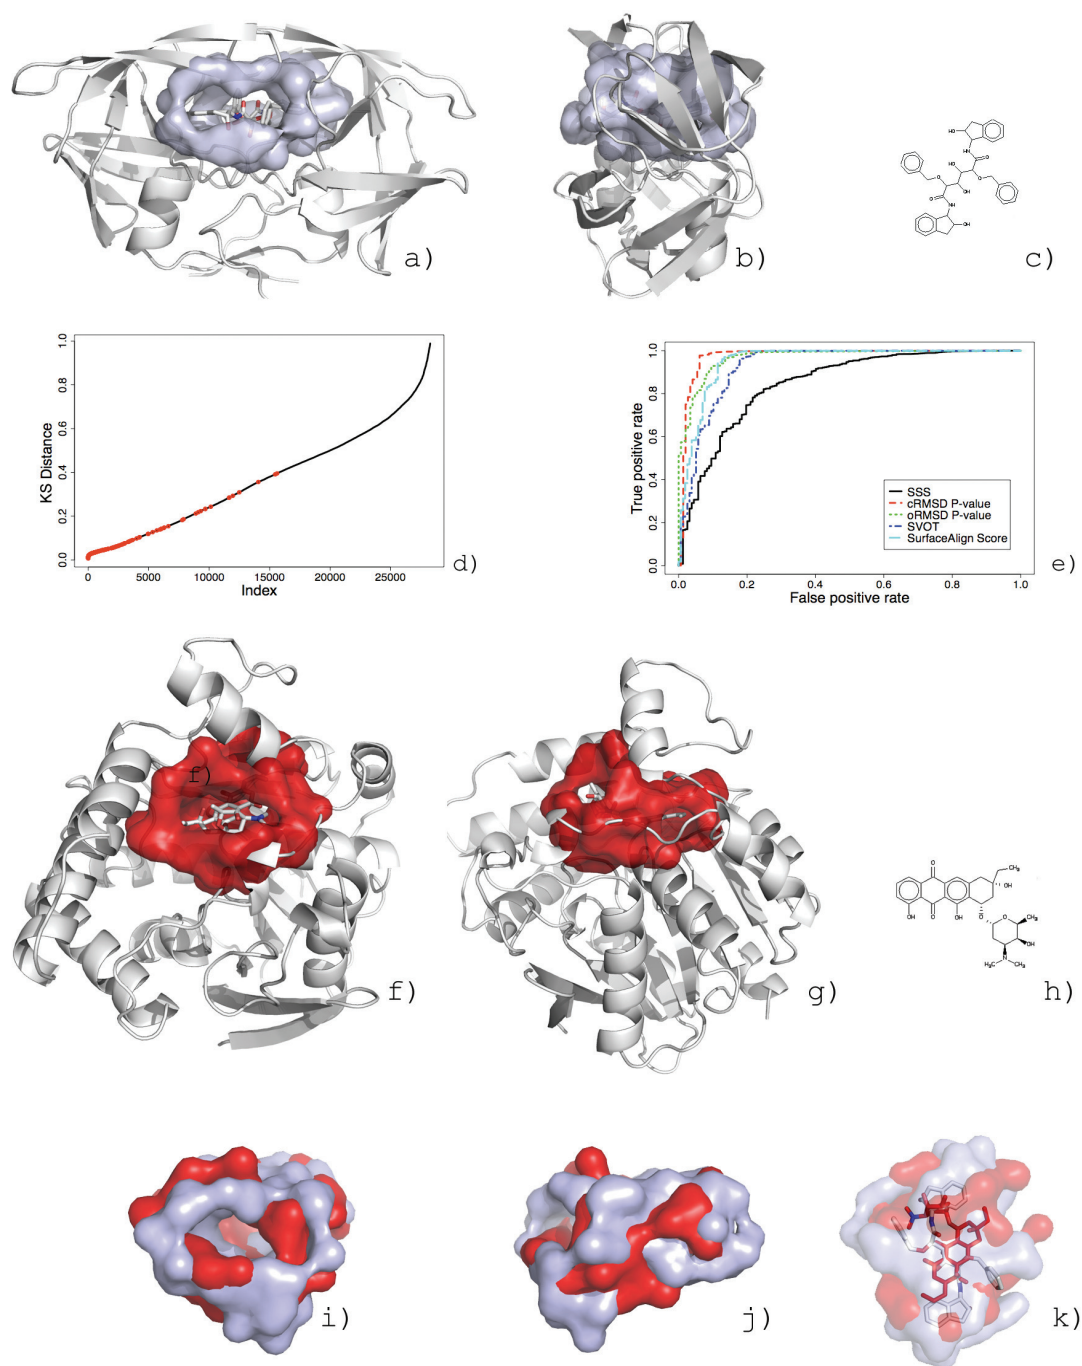 a)
b)
HO
NH
O
HO
O
OH
O
O
NH
OH
c)
KS Distance
1.0
0.8
0.6
0.4
0.2
0.0
0
5000
10000
15000
20000
25000
Index
d)
True positive rate
1.0
0.8
0.6
0.4
0.2
0.0
SSS
cRMSD P-value
oRMSD P-value
SVOT
SurfaceAlign Score
0.0
0.2
0.4
0.6
0.8
1.0
False positive rate
e)
f)
f)
g)
O
CH₃
OH
OH
O
OH
O
O
CH₃
OH
N
H₃C
CH₃
h)
i)
j)
k)